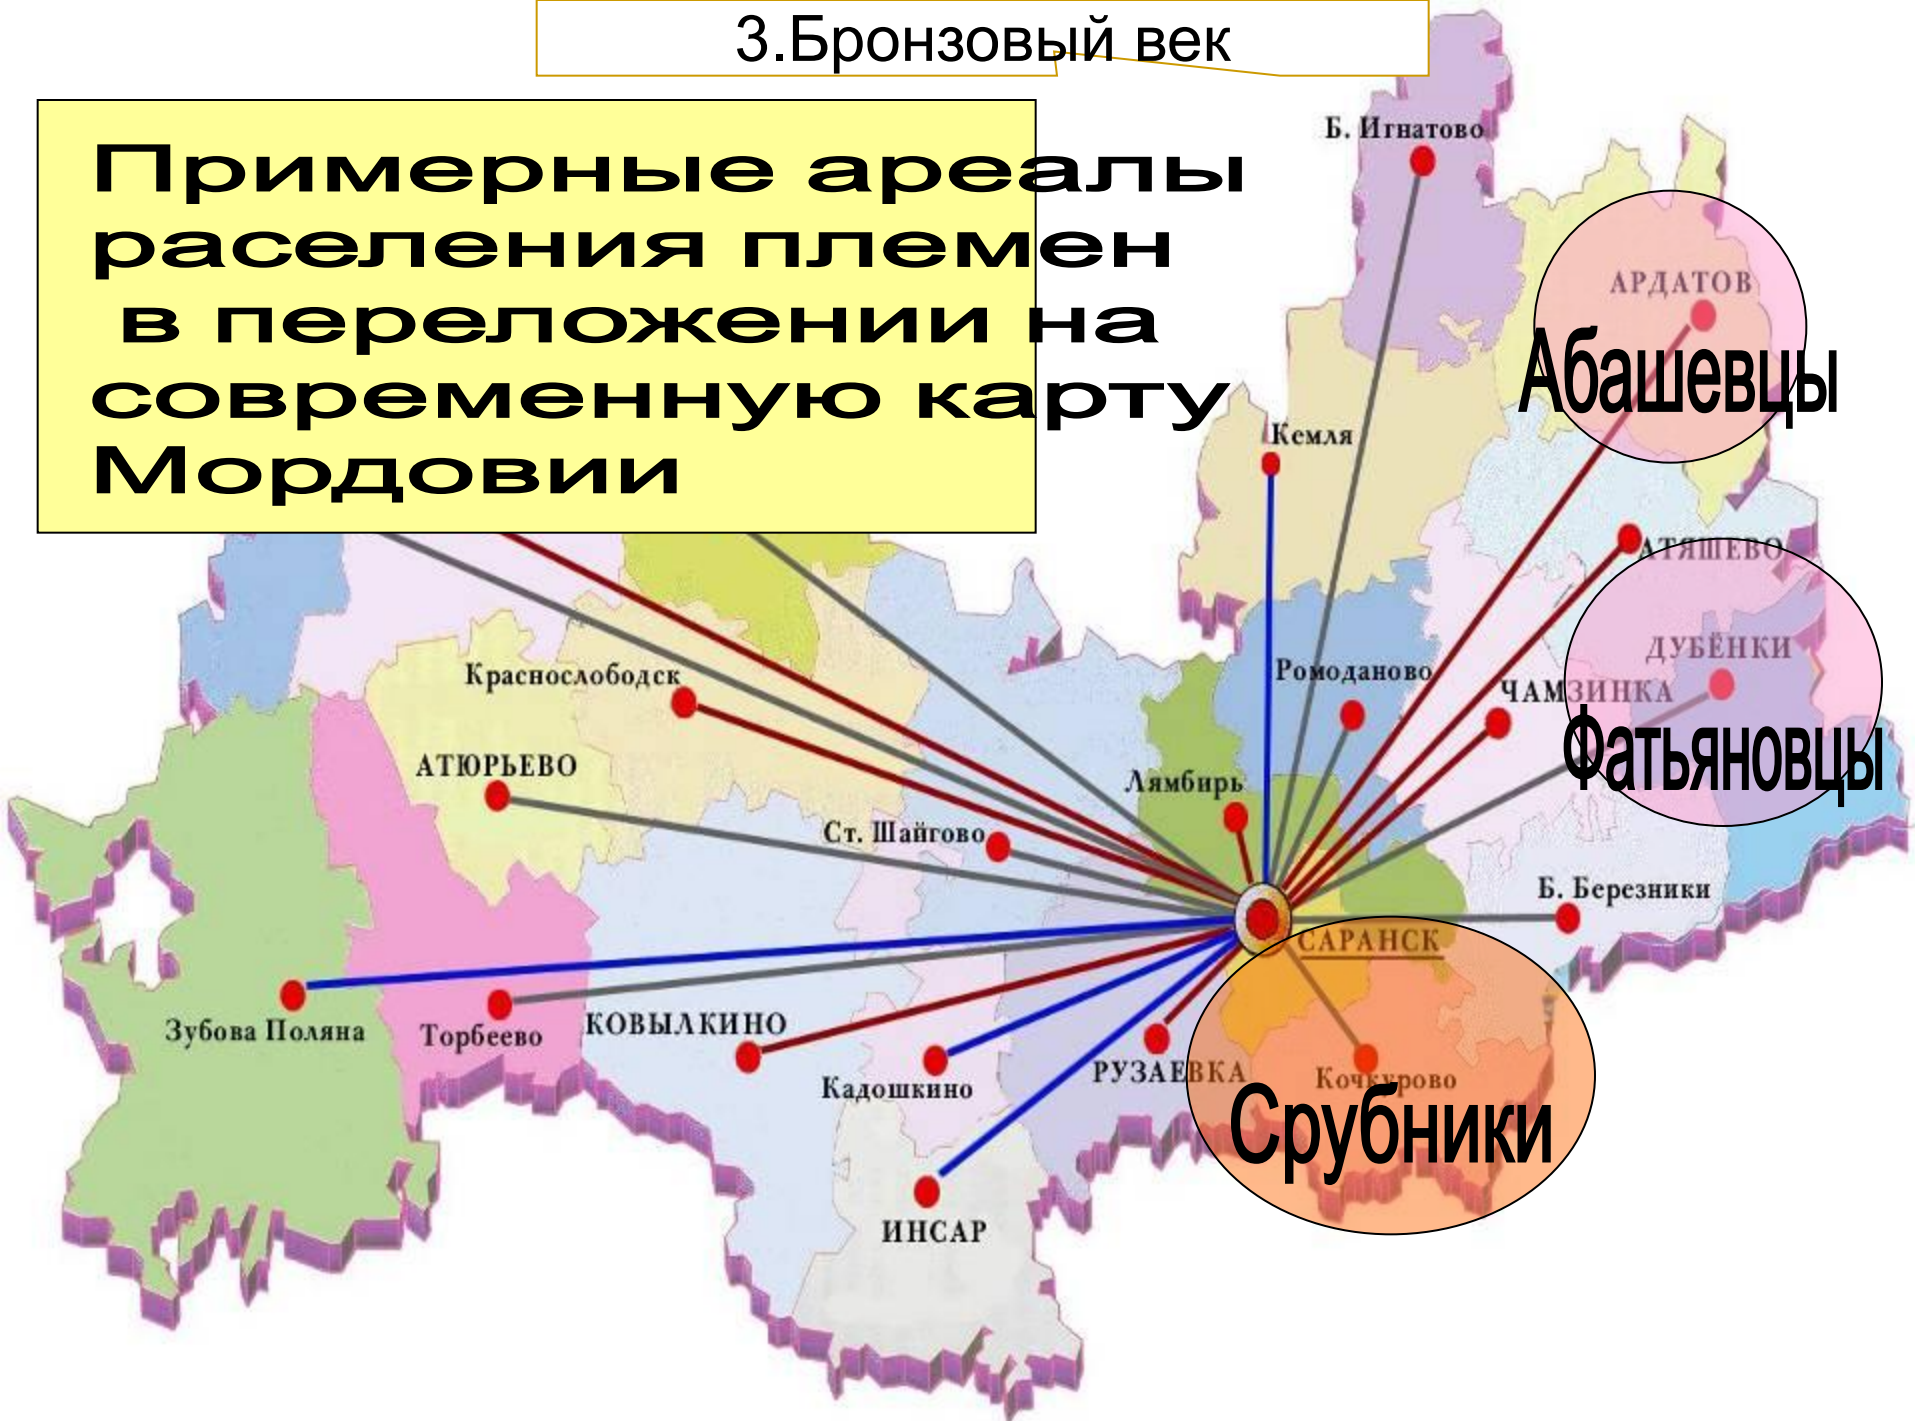 3.Бронзовый век
Примерные ареалы
раселения племен
в переложении на
современную карту
Мордовии
Б. Игнатово
АРДАТОВ
Абашевцы
Кемля
АТЯШЕВО
ДУБЁНКИ
Ромоданово
ЧАМЗИНКА
Фатьяновцы
Краснослободск
АТЮРЬЕВО
Лямбирь
Ст. Шайгово
Б. Березники
САРАНСК
Зубова Поляна
Торбеево
КОВЫЛКИНО
Кадошкино
РУЗАЕВКА
Кочкурово
Срубники
ИНСАР